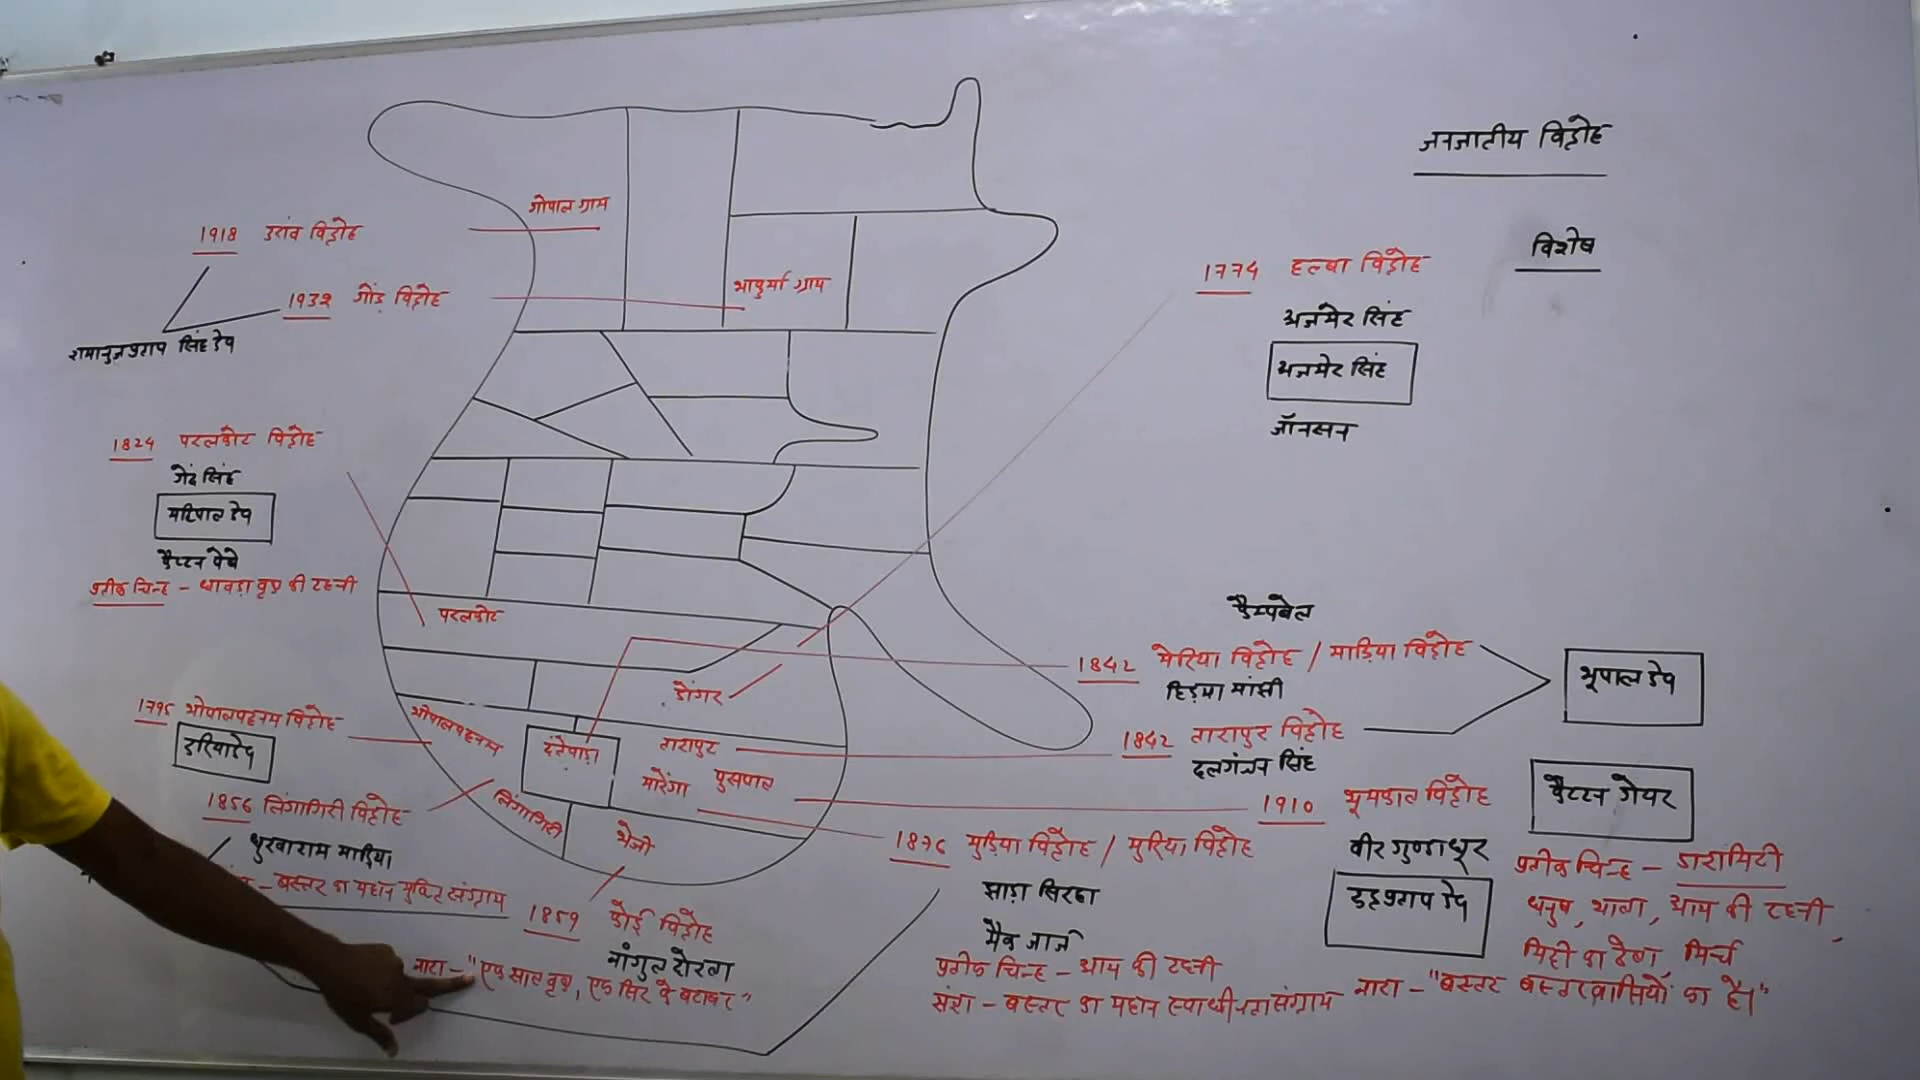 जनजातीय विद्रोह
विशेष
1918 उरांव विद्रोह
गोपाल ग्राम
1932 गोंड विद्रोह
ग्राम
रामानुजप्रताप सिंह देव
1774 हल्बा विद्रोह
अजमेर सिंह
अजमेर सिंह
जॉनसन
1824 परलकोट विद्रोह
गेंद सिंह
महिपाल देव
कैप्टन पेबे
प्रतीक चिन्ह - धावड़ा वृक्ष की टहनी
परलकोट
डोंगर
कैम्पबेल
1842 मेरिया विद्रोह / माड़िया विद्रोह
हिड़मा मांझी
भूपाल देव
1842 तारापुर विद्रोह
दलगंजन सिंह
1795 भोपालपट्टनम विद्रोह
दरियादेव
भोपालपट्टनम
दंतेवाड़ा
तारापुर
मारेंगा
पुसपाल
1856 लिंगागिरी विद्रोह
धुरवाराम माड़िया
- बस्तर का महान मुक्ति संग्राम
लिंगागिरी
भेजी
1859 कोई विद्रोह
नांगुल दोरला
नारा - "एक साल वृक्ष, एक सिर के बराबर"
1876 मुड़िया विद्रोह / मुरिया विद्रोह
झाड़ा सिरहा
मैक जार्ज
प्रतीक चिन्ह - आम की टहनी
संज्ञा - बस्तर का महान स्वाधीनता संग्राम
1910 भूमकाल विद्रोह
वीर गुण्डाधूर
रुद्रप्रताप देव
कैप्टन गेयर
प्रतीक चिन्ह - डारामिटी
धनुष, भाला, आम की टहनी,
मिट्टी का ढेला, मिर्च
नारा - "बस्तर बस्तरवासियों का है।"